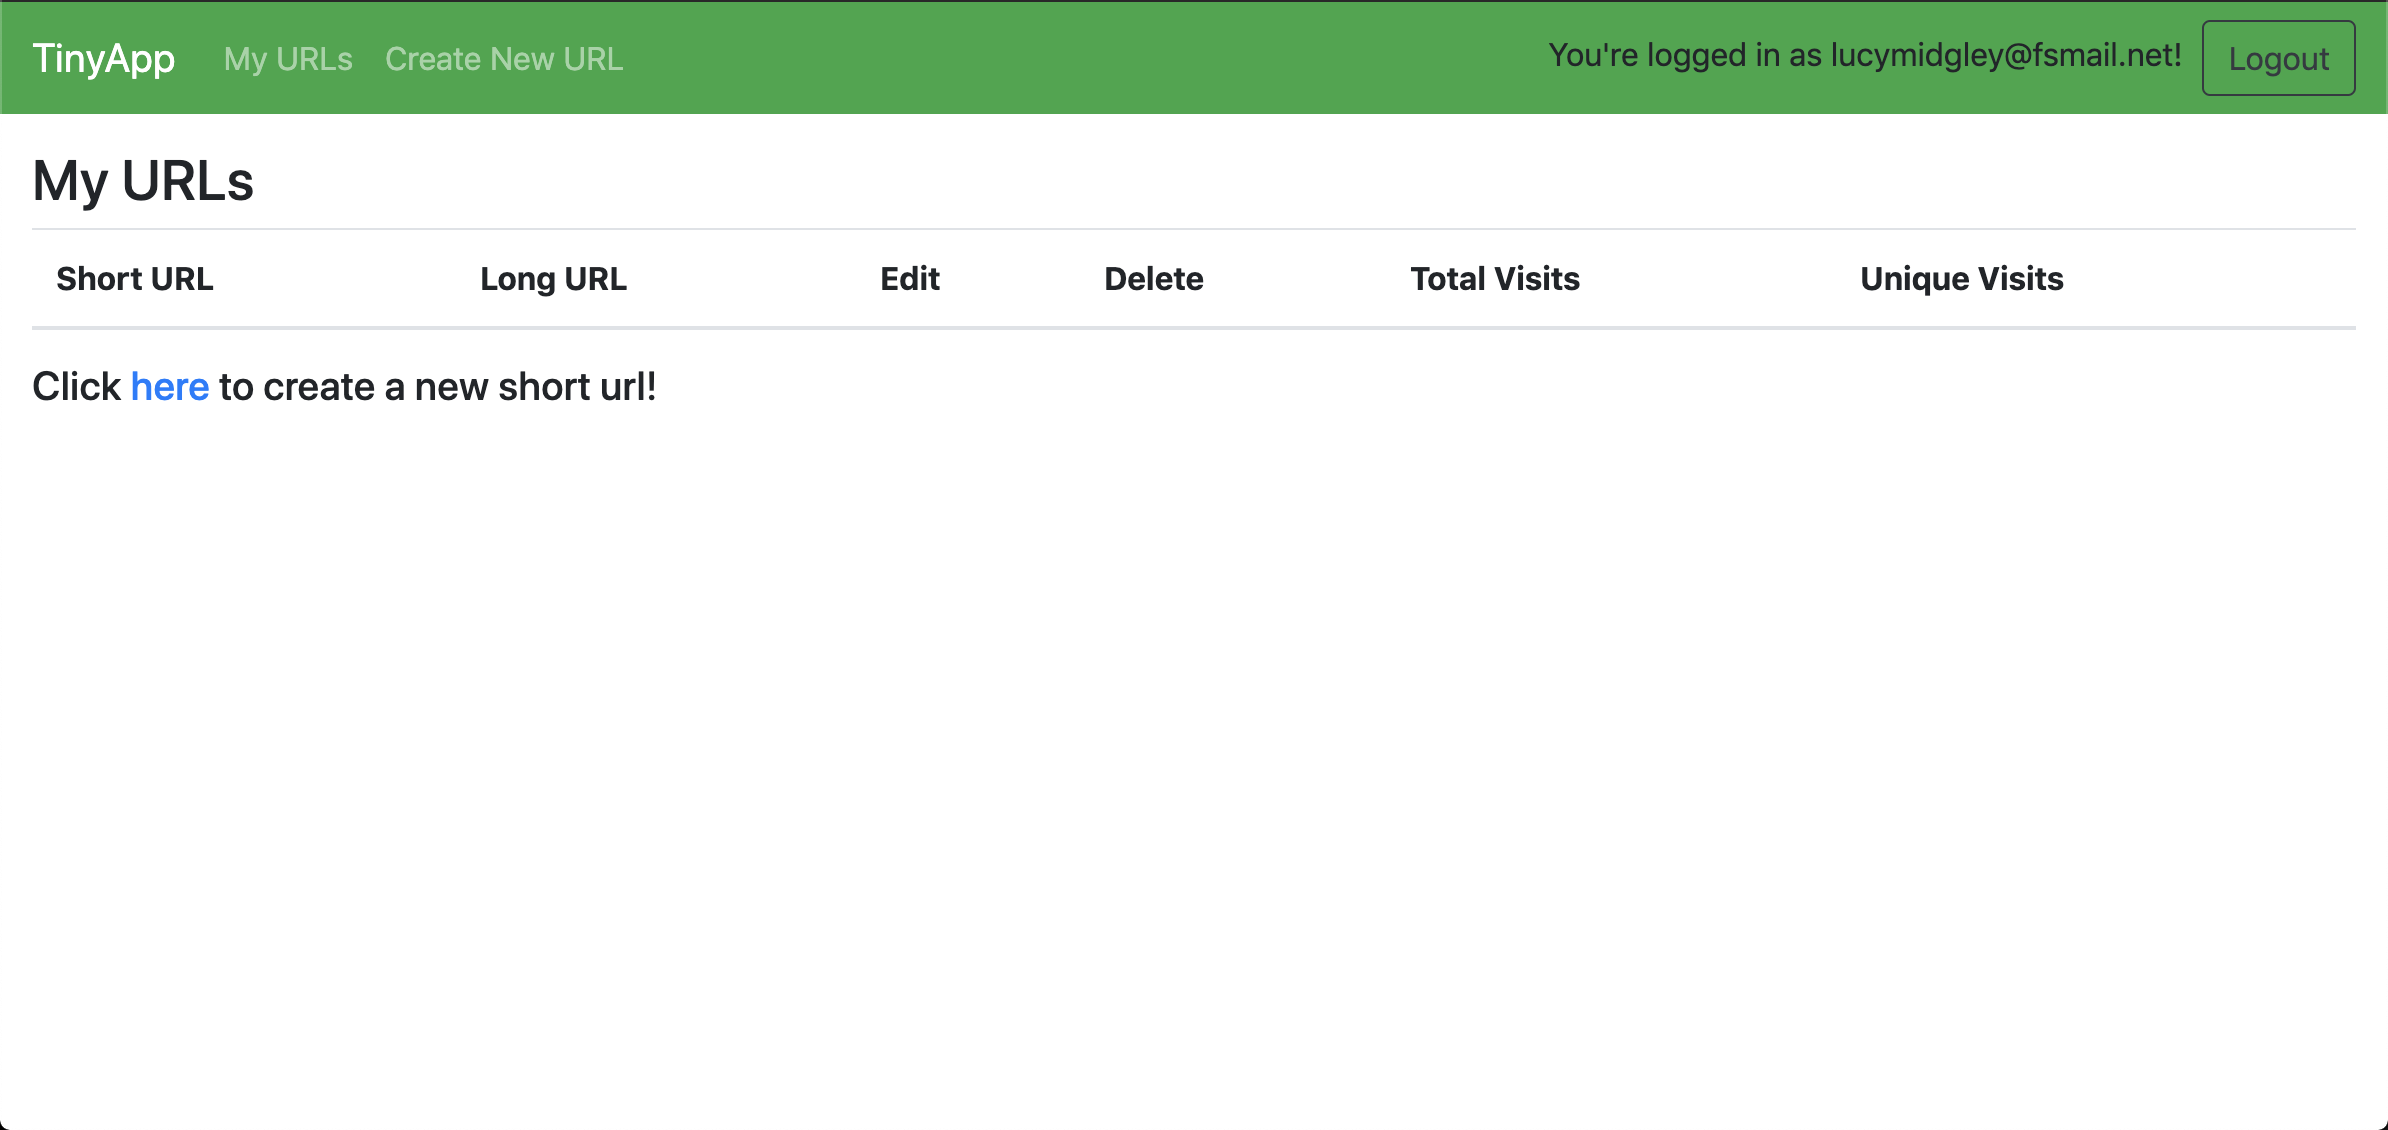 TinyApp My URLs Create New URL You're logged in as lucymidgley@fsmail.net! Logout
My URLs
Short URL Long URL Edit Delete Total Visits Unique Visits
Click here to create a new short url!